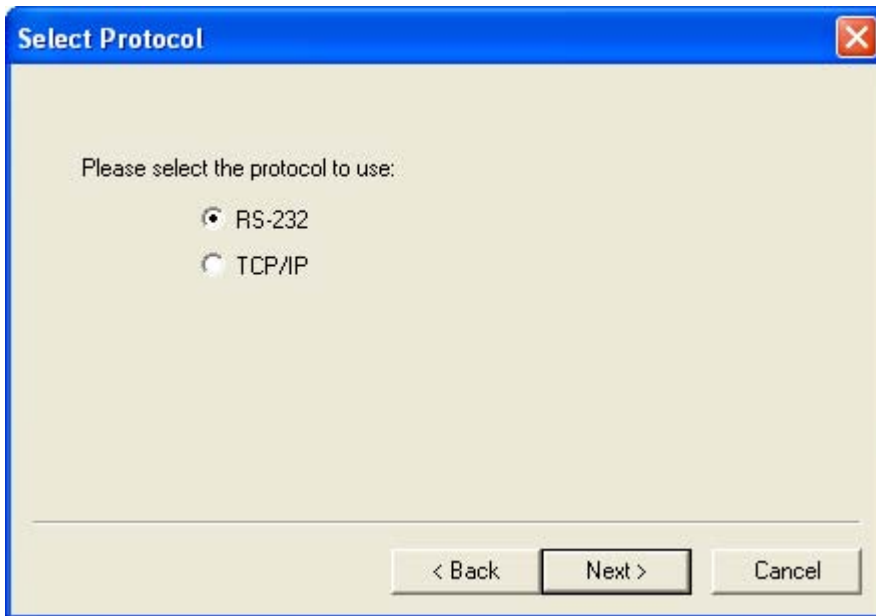 Select Protocol
Please select the protocol to use:
RS-232
TCP/IP
< Back
Next >
Cancel